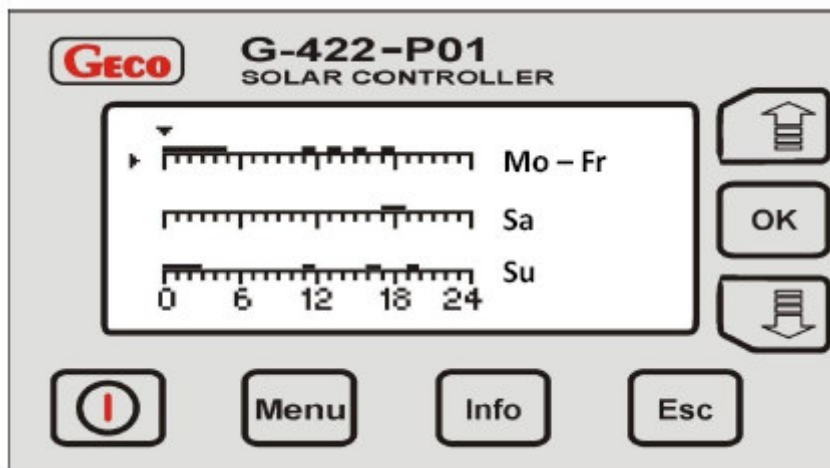 GECO
G-422-P01
SOLAR CONTROLLER
Mo – Fr
Sa
Su
0 6 12 18 24
OK
Menu
Info
Esc